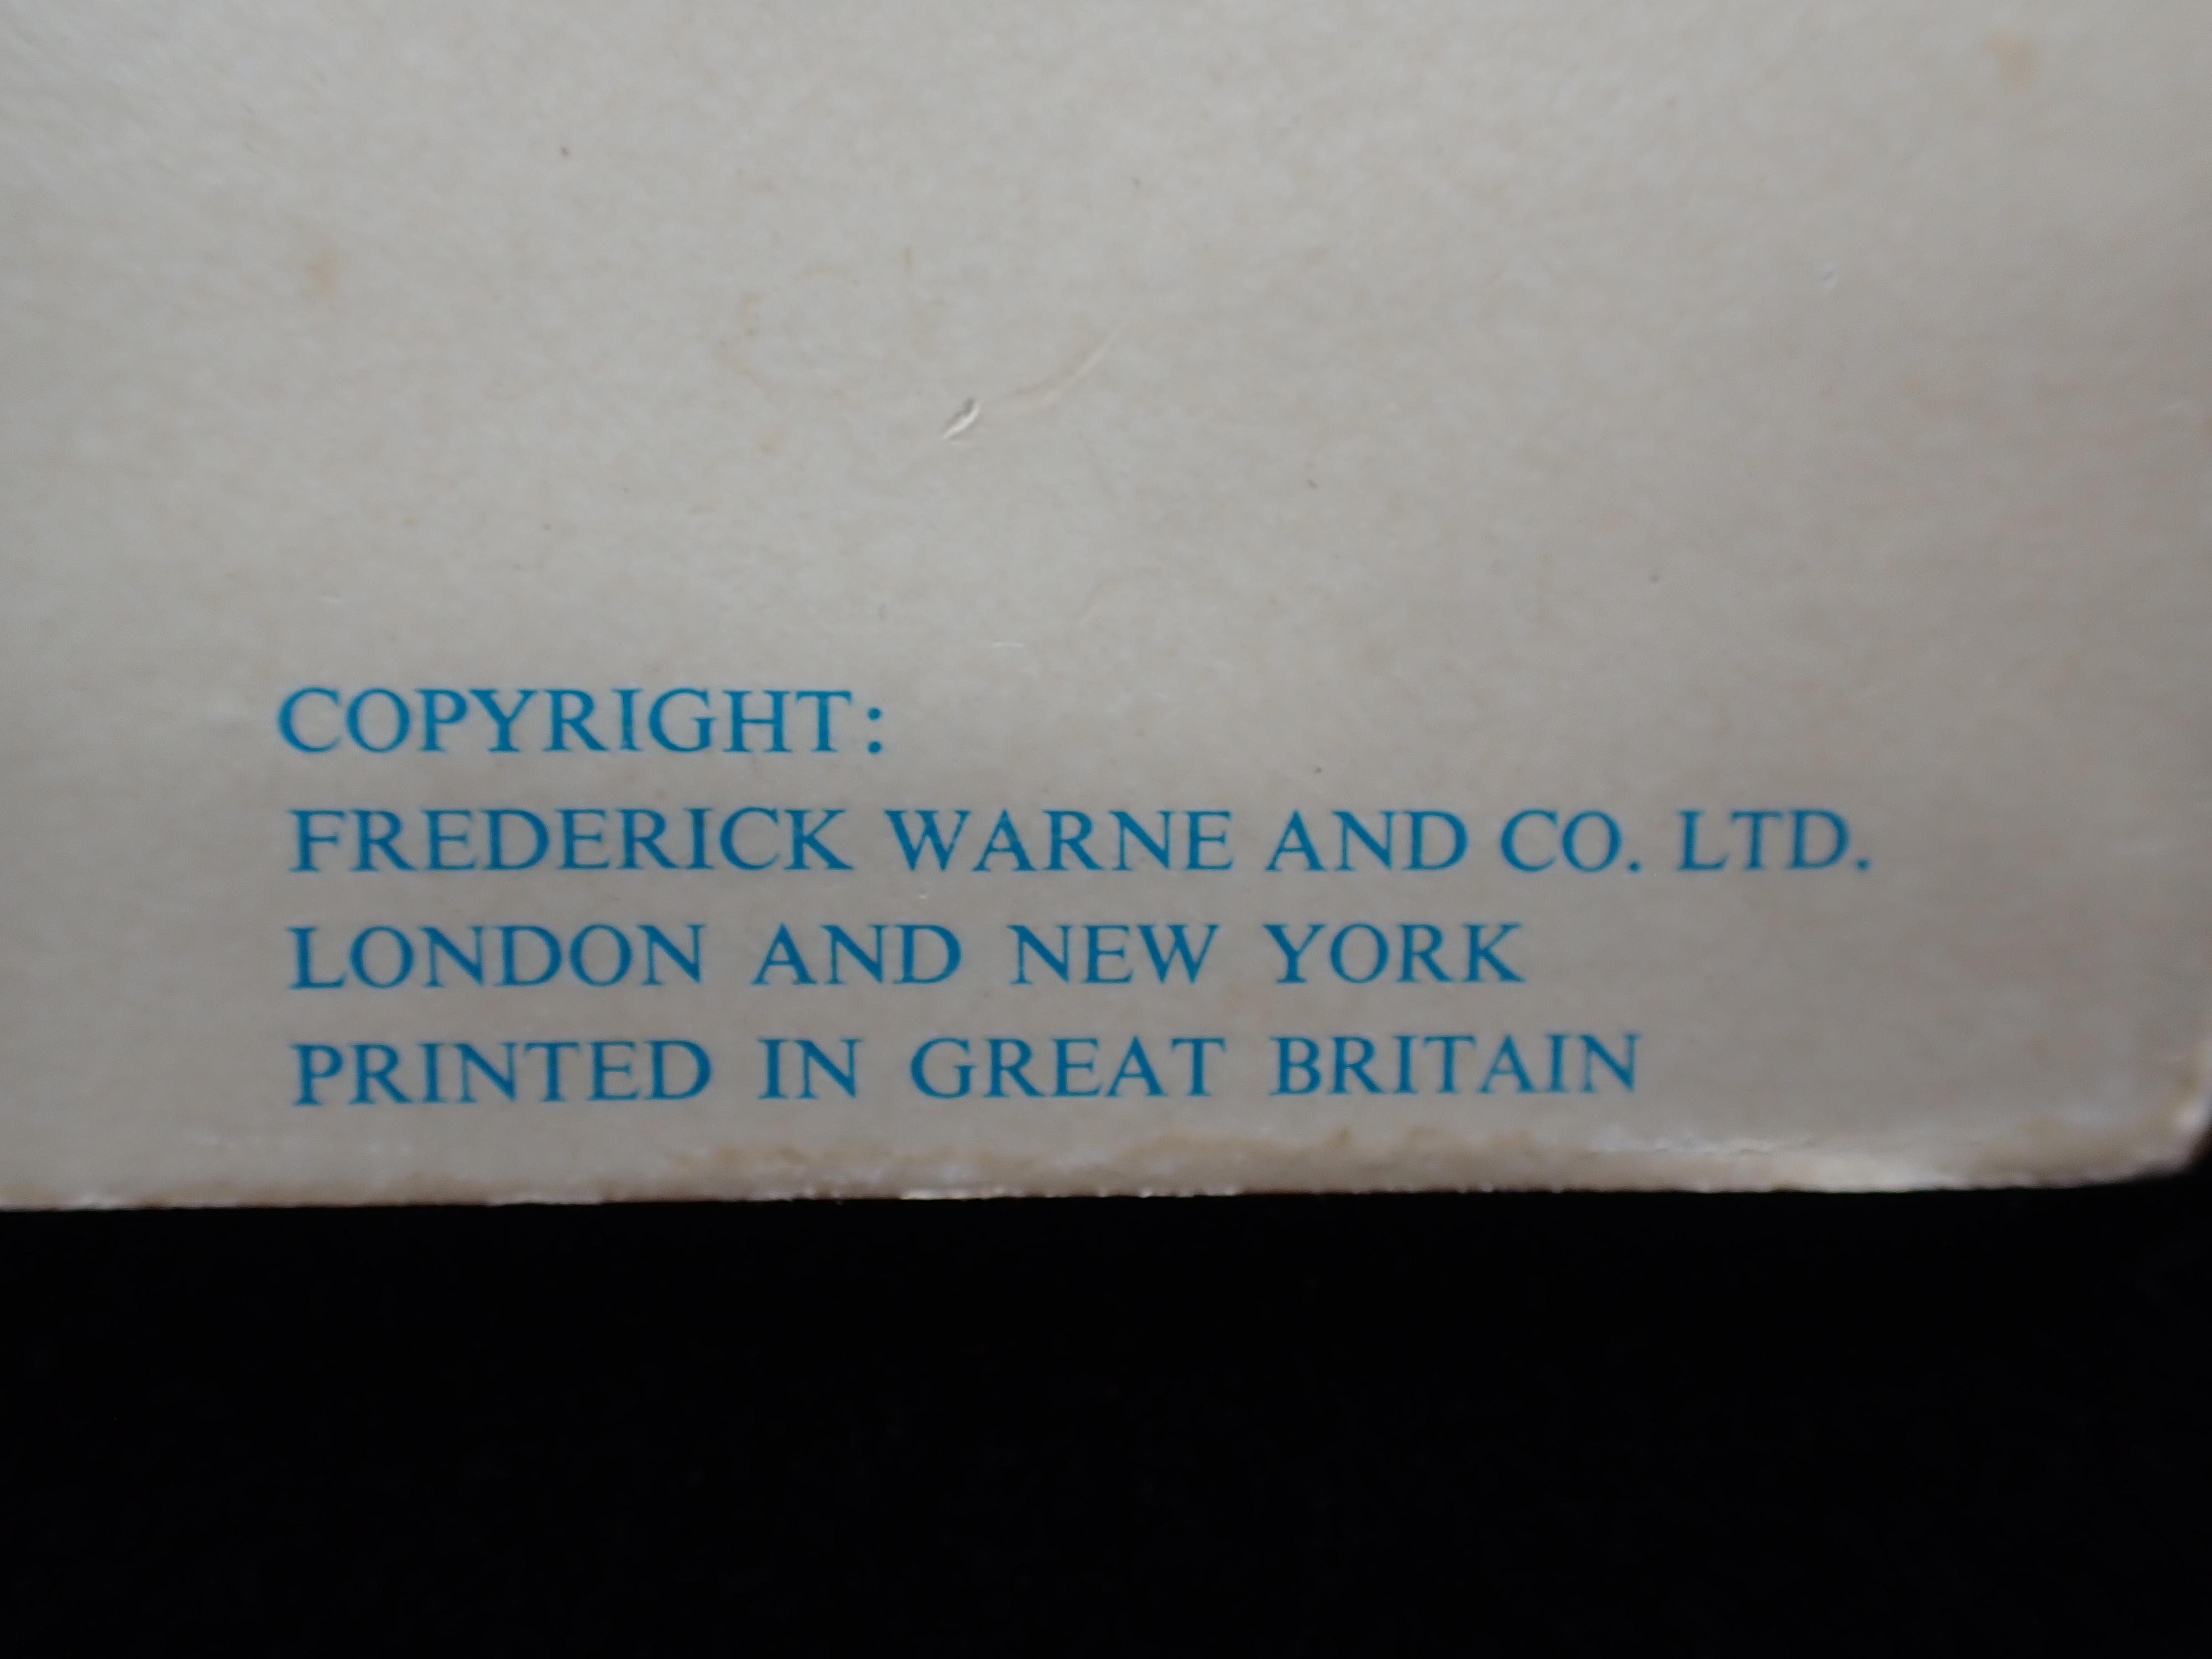 COPYRIGHT:
FREDERICK WARNE AND CO. LTD.
LONDON AND NEW YORK
PRINTED IN GREAT BRITAIN